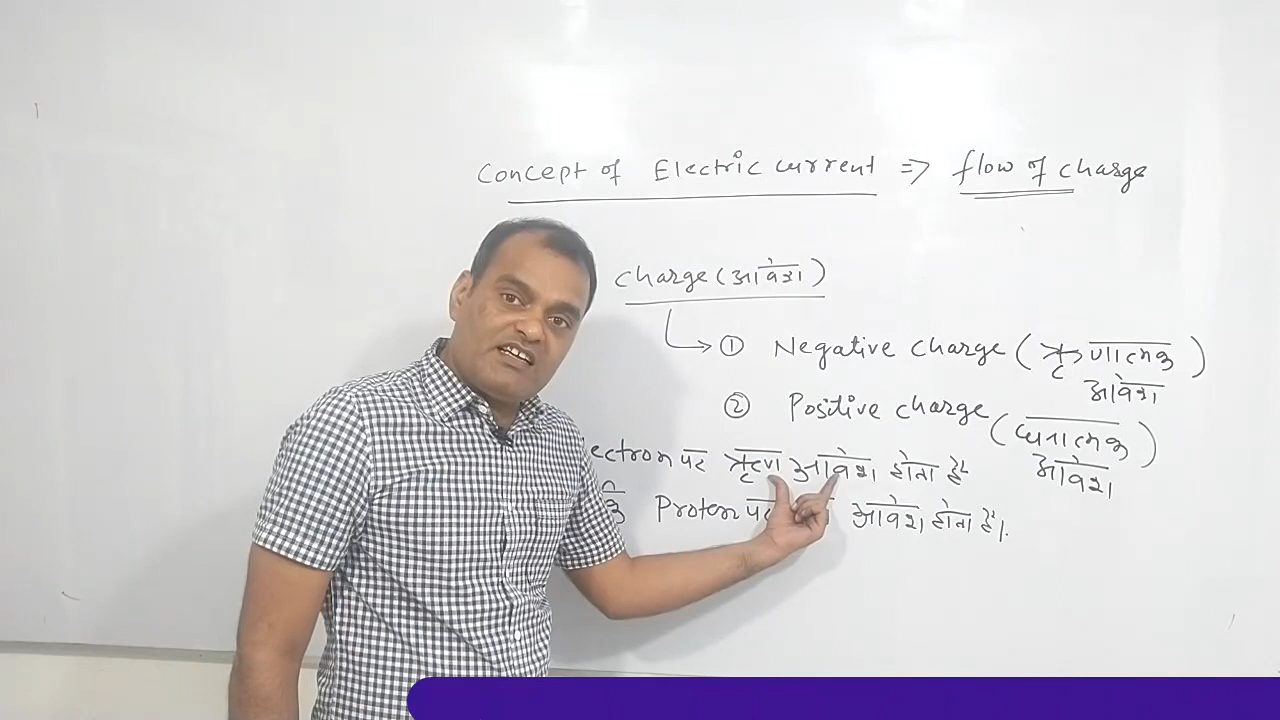 Concept of Electric current => flow of charge
charge (आवेश)
① Negative charge (ऋणात्मक आवेश)
② Positive charge (धनात्मक आवेश)
ectron पर ऋण आवेश होता है
Proton पर आवेश होता है।